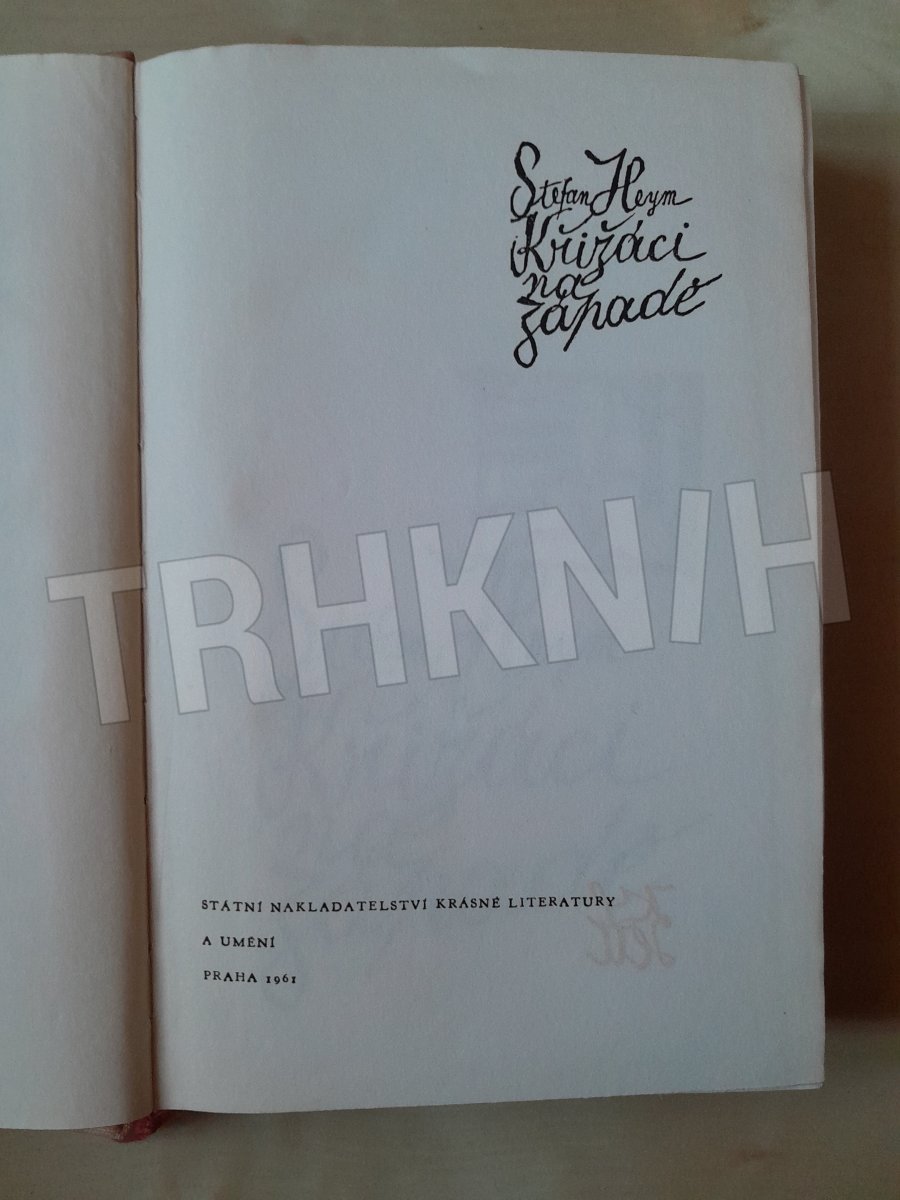 Stefan Heym
Křižáci
na
západě
TRHKNIH
STÁTNÍ NAKLADATELSTVÍ KRÁSNÉ LITERATURY
A UMĚNÍ
PRAHA 1961